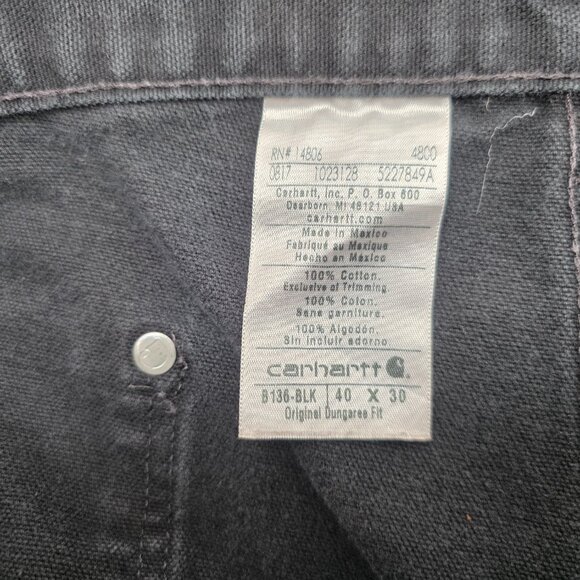 RN# 14806 4800
0817 1023128 5227849A
Carhartt, Inc. P. O. Box 600
Dearborn, MI 48121 USA
carhartt.com
Made in Mexico
Fabriqué au Mexique
Hecho en México
100% Cotton.
Exclusive of Trimming.
100% Coton.
Sans garniture.
100% Algodón.
Sin incluir adorno
carhartt
B136-BLK 40 X 30
Original Dungaree Fit